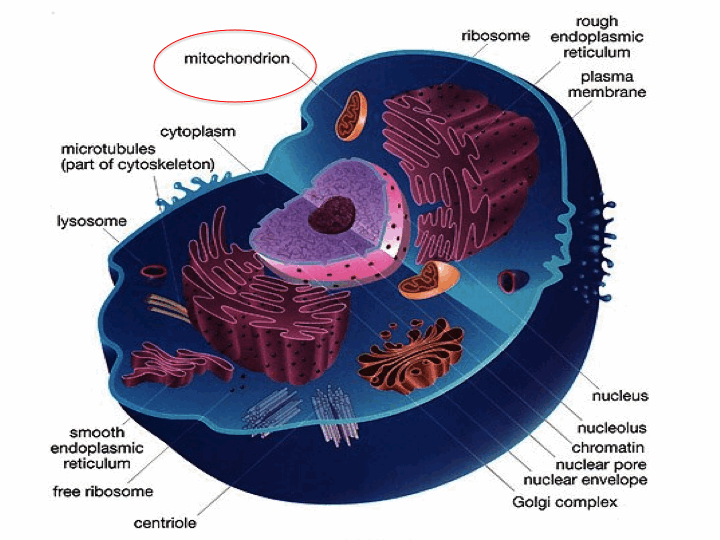 mitochondrion
ribosome
rough
endoplasmic
reticulum
plasma
membrane
cytoplasm
microtubules
(part of cytoskeleton)
lysosome
smooth
endoplasmic
reticulum
free ribosome
centriole
nucleus
nucleolus
chromatin
nuclear pore
nuclear envelope
Golgi complex